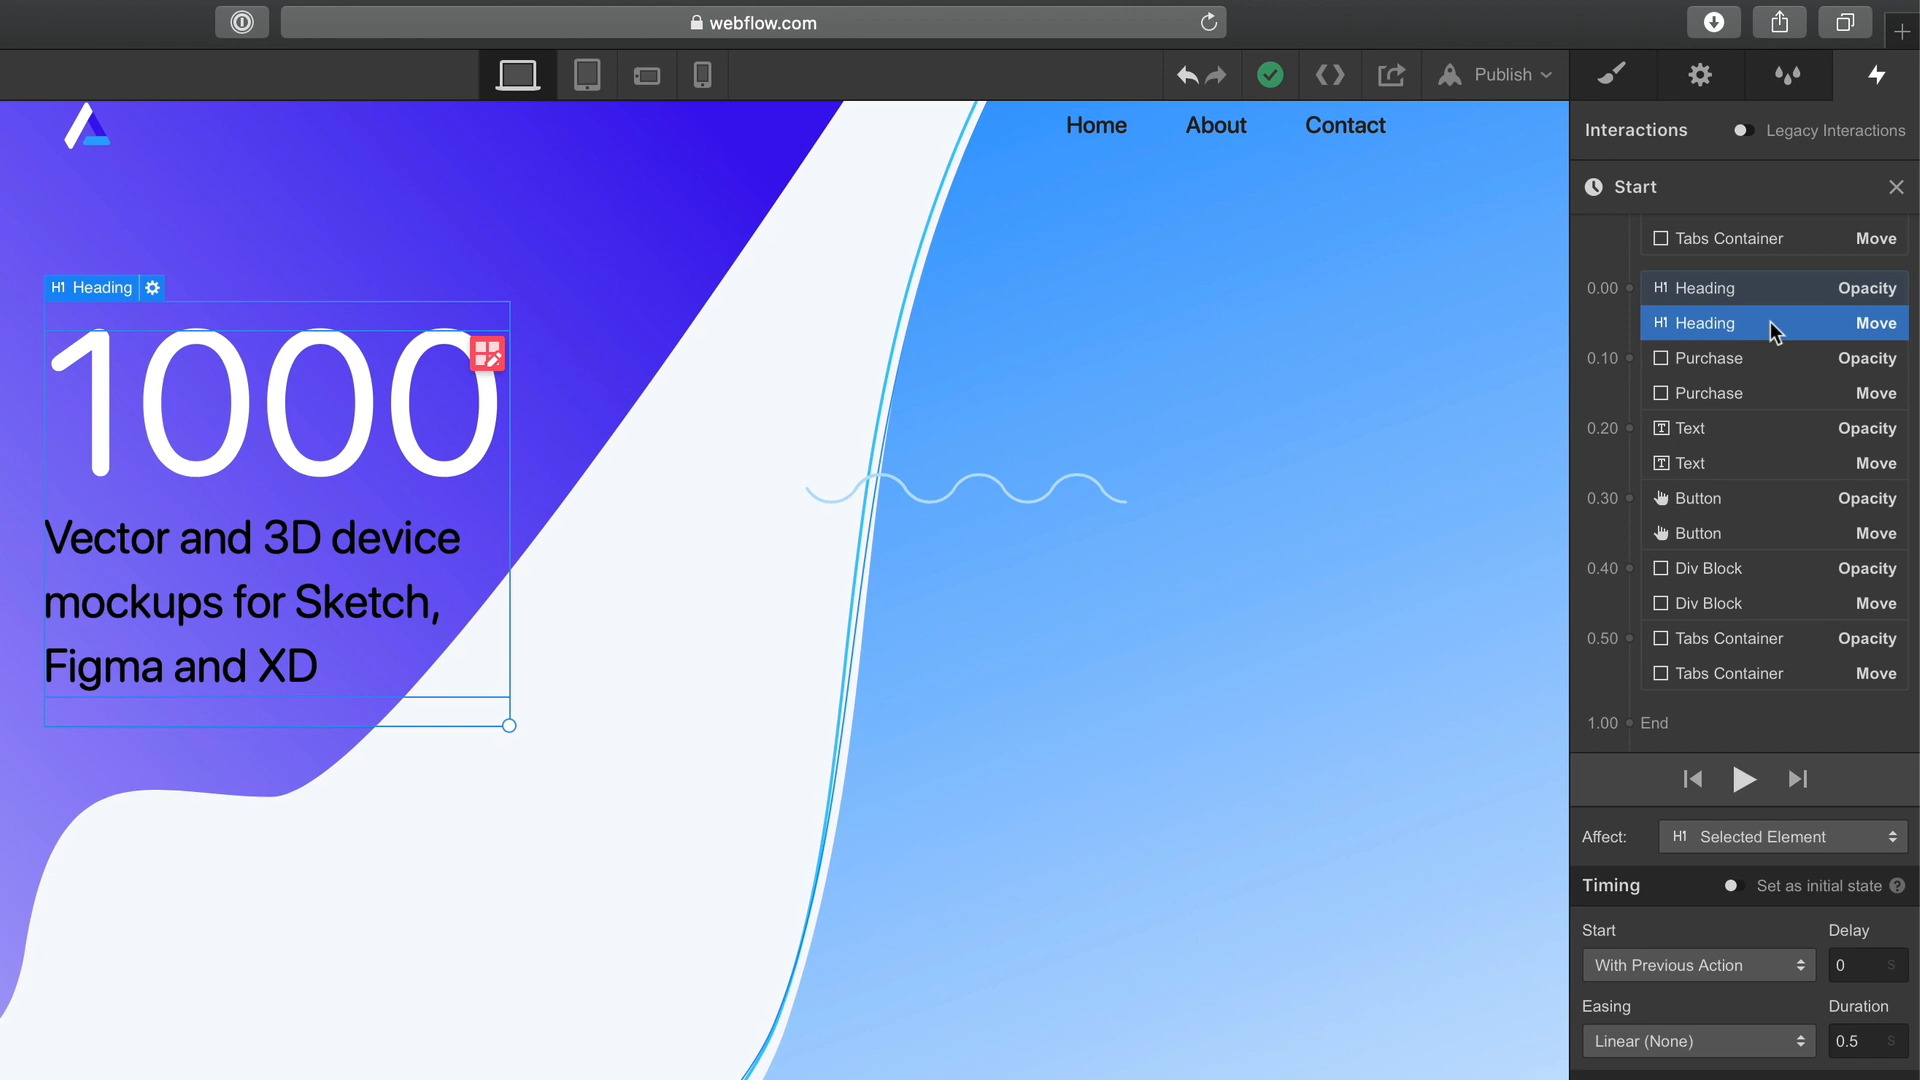 webflow.com
Publish
Home About Contact
Interactions Legacy Interactions
Start
Tabs Container Move
H1 Heading
1000
Vector and 3D device
mockups for Sketch,
Figma and XD
0.00 H1 Heading Opacity
H1 Heading Move
0.10 Purchase Opacity
Purchase Move
0.20 T Text Opacity
T Text Move
0.30 Button Opacity
Button Move
0.40 Div Block Opacity
Div Block Move
0.50 Tabs Container Opacity
Tabs Container Move
1.00 End
Affect: H1 Selected Element
Timing Set as initial state ?
Start Delay
With Previous Action 0 S
Easing Duration
Linear (None) 0.5 S